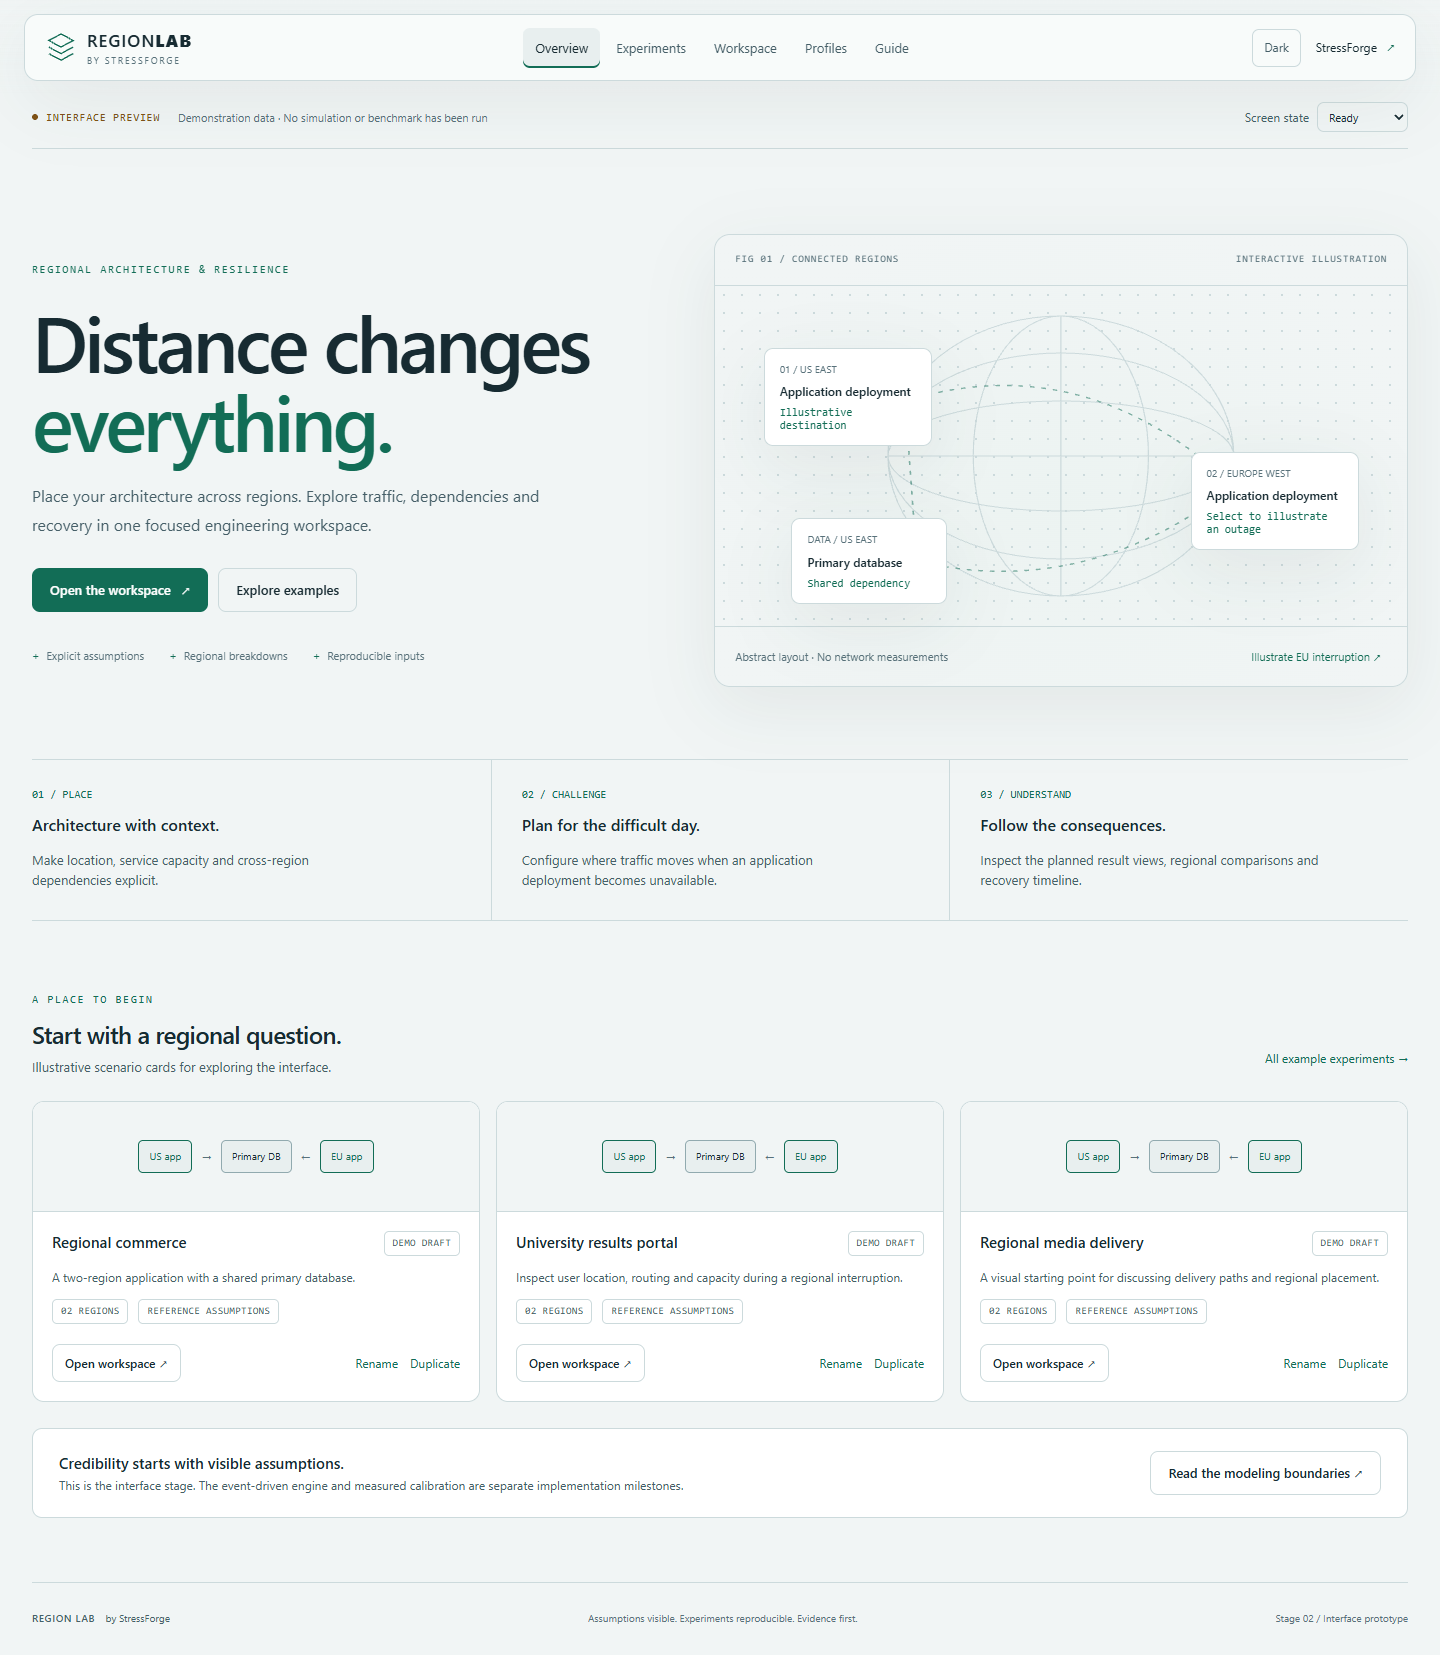 REGIONLAB
BY STRESSFORGE
Overview
Experiments
Workspace
Profiles
Guide
Dark
StressForge ↗
INTERFACE PREVIEW
Demonstration data · No simulation or benchmark has been run
Screen state
Ready
REGIONAL ARCHITECTURE & RESILIENCE
Distance changes
everything.
Place your architecture across regions. Explore traffic, dependencies and
recovery in one focused engineering workspace.
Open the workspace ↗
Explore examples
+ Explicit assumptions
+ Regional breakdowns
+ Reproducible inputs
FIG 01 / CONNECTED REGIONS
INTERACTIVE ILLUSTRATION
01 / US EAST
Application deployment
Illustrative
destination
02 / EUROPE WEST
Application deployment
Select to illustrate
an outage
DATA / US EAST
Primary database
Shared dependency
Abstract layout · No network measurements
Illustrate EU interruption ↗
01 / PLACE
Architecture with context.
Make location, service capacity and cross-region
dependencies explicit.
02 / CHALLENGE
Plan for the difficult day.
Configure where traffic moves when an application
deployment becomes unavailable.
03 / UNDERSTAND
Follow the consequences.
Inspect the planned result views, regional comparisons and
recovery timeline.
A PLACE TO BEGIN
Start with a regional question.
Illustrative scenario cards for exploring the interface.
All example experiments →
US app → Primary DB ← EU app
Regional commerce
DEMO DRAFT
A two-region application with a shared primary database.
02 REGIONS
REFERENCE ASSUMPTIONS
Open workspace ↗
Rename
Duplicate
US app → Primary DB ← EU app
University results portal
DEMO DRAFT
Inspect user location, routing and capacity during a regional interruption.
02 REGIONS
REFERENCE ASSUMPTIONS
Open workspace ↗
Rename
Duplicate
US app → Primary DB ← EU app
Regional media delivery
DEMO DRAFT
A visual starting point for discussing delivery paths and regional placement.
02 REGIONS
REFERENCE ASSUMPTIONS
Open workspace ↗
Rename
Duplicate
Credibility starts with visible assumptions.
This is the interface stage. The event-driven engine and measured calibration are separate implementation milestones.
Read the modeling boundaries ↗
REGION LAB by StressForge
Assumptions visible. Experiments reproducible. Evidence first.
Stage 02 / Interface prototype